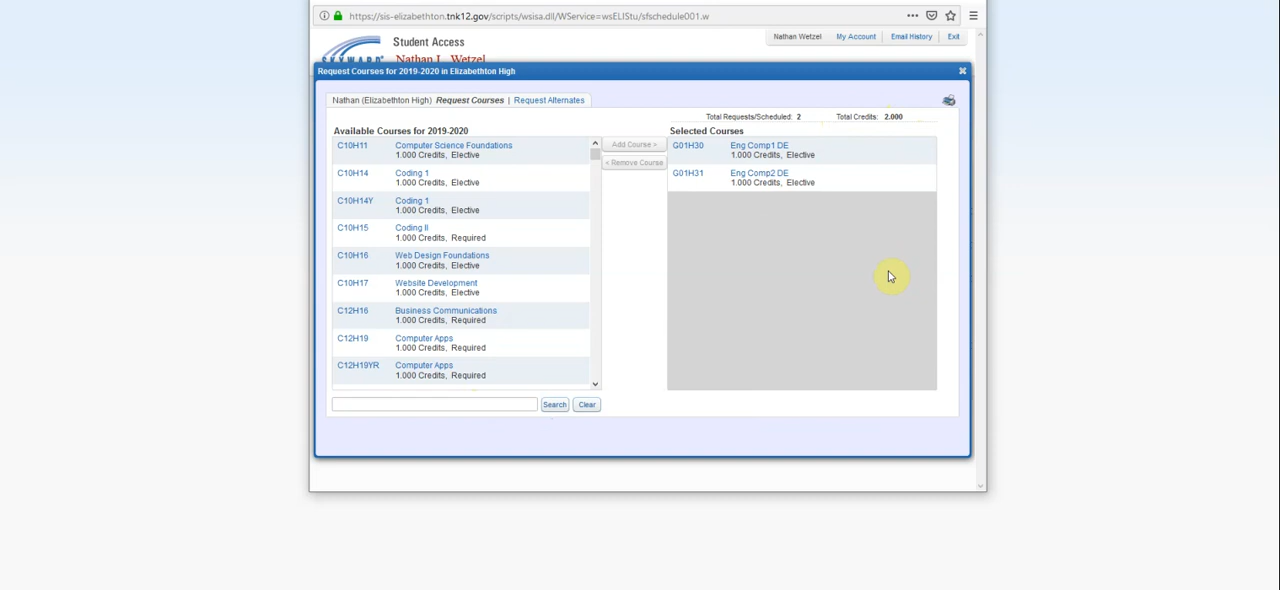 https://sis-elizabethton.tnk12.gov/scripts/wsisa.dll/WService=wsELIStu/sfschedule001.w
Student Access
Nathan Wetzel My Account Email History Exit
SKYWARD
Nathan L. Wetzel
Request Courses for 2019-2020 in Elizabethton High
Nathan (Elizabethton High) Request Courses | Request Alternates
Total Requests/Scheduled: 2 Total Credits: 2.000
Available Courses for 2019-2020
C10H11 Computer Science Foundations
1.000 Credits, Elective
C10H14 Coding 1
1.000 Credits, Elective
C10H14Y Coding 1
1.000 Credits, Elective
C10H15 Coding II
1.000 Credits, Required
C10H16 Web Design Foundations
1.000 Credits, Elective
C10H17 Website Development
1.000 Credits, Elective
C12H16 Business Communications
1.000 Credits, Required
C12H19 Computer Apps
1.000 Credits, Required
C12H19YR Computer Apps
1.000 Credits, Required
Search Clear
Add Course >
< Remove Course
Selected Courses
G01H30 Eng Comp1 DE
1.000 Credits, Elective
G01H31 Eng Comp2 DE
1.000 Credits, Elective